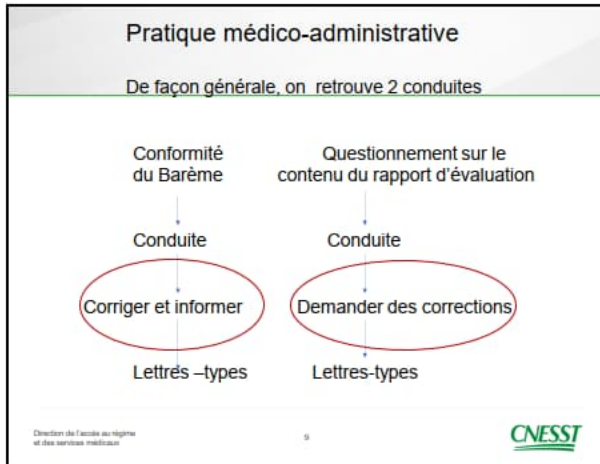 Pratique médico-administrative
De façon générale, on retrouve 2 conduites
Conformité
du Barème
Conduite
Corriger et informer
Lettres –types
Questionnement sur le
contenu du rapport d'évaluation
Conduite
Demander des corrections
Lettres-types
Direction de l'accès au régime
et des services médicaux
9
CNESST